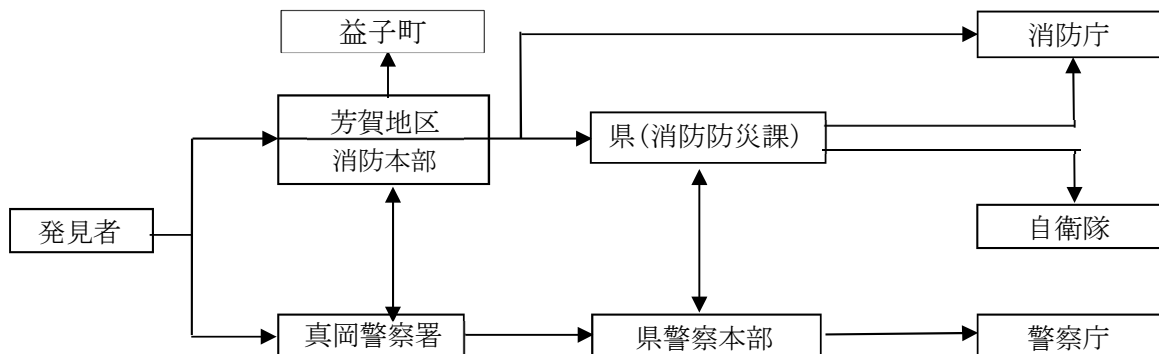 益子町
消防庁
芳賀地区
消防本部
県（消防防災課）
発見者
自衛隊
真岡警察署
県警察本部
警察庁